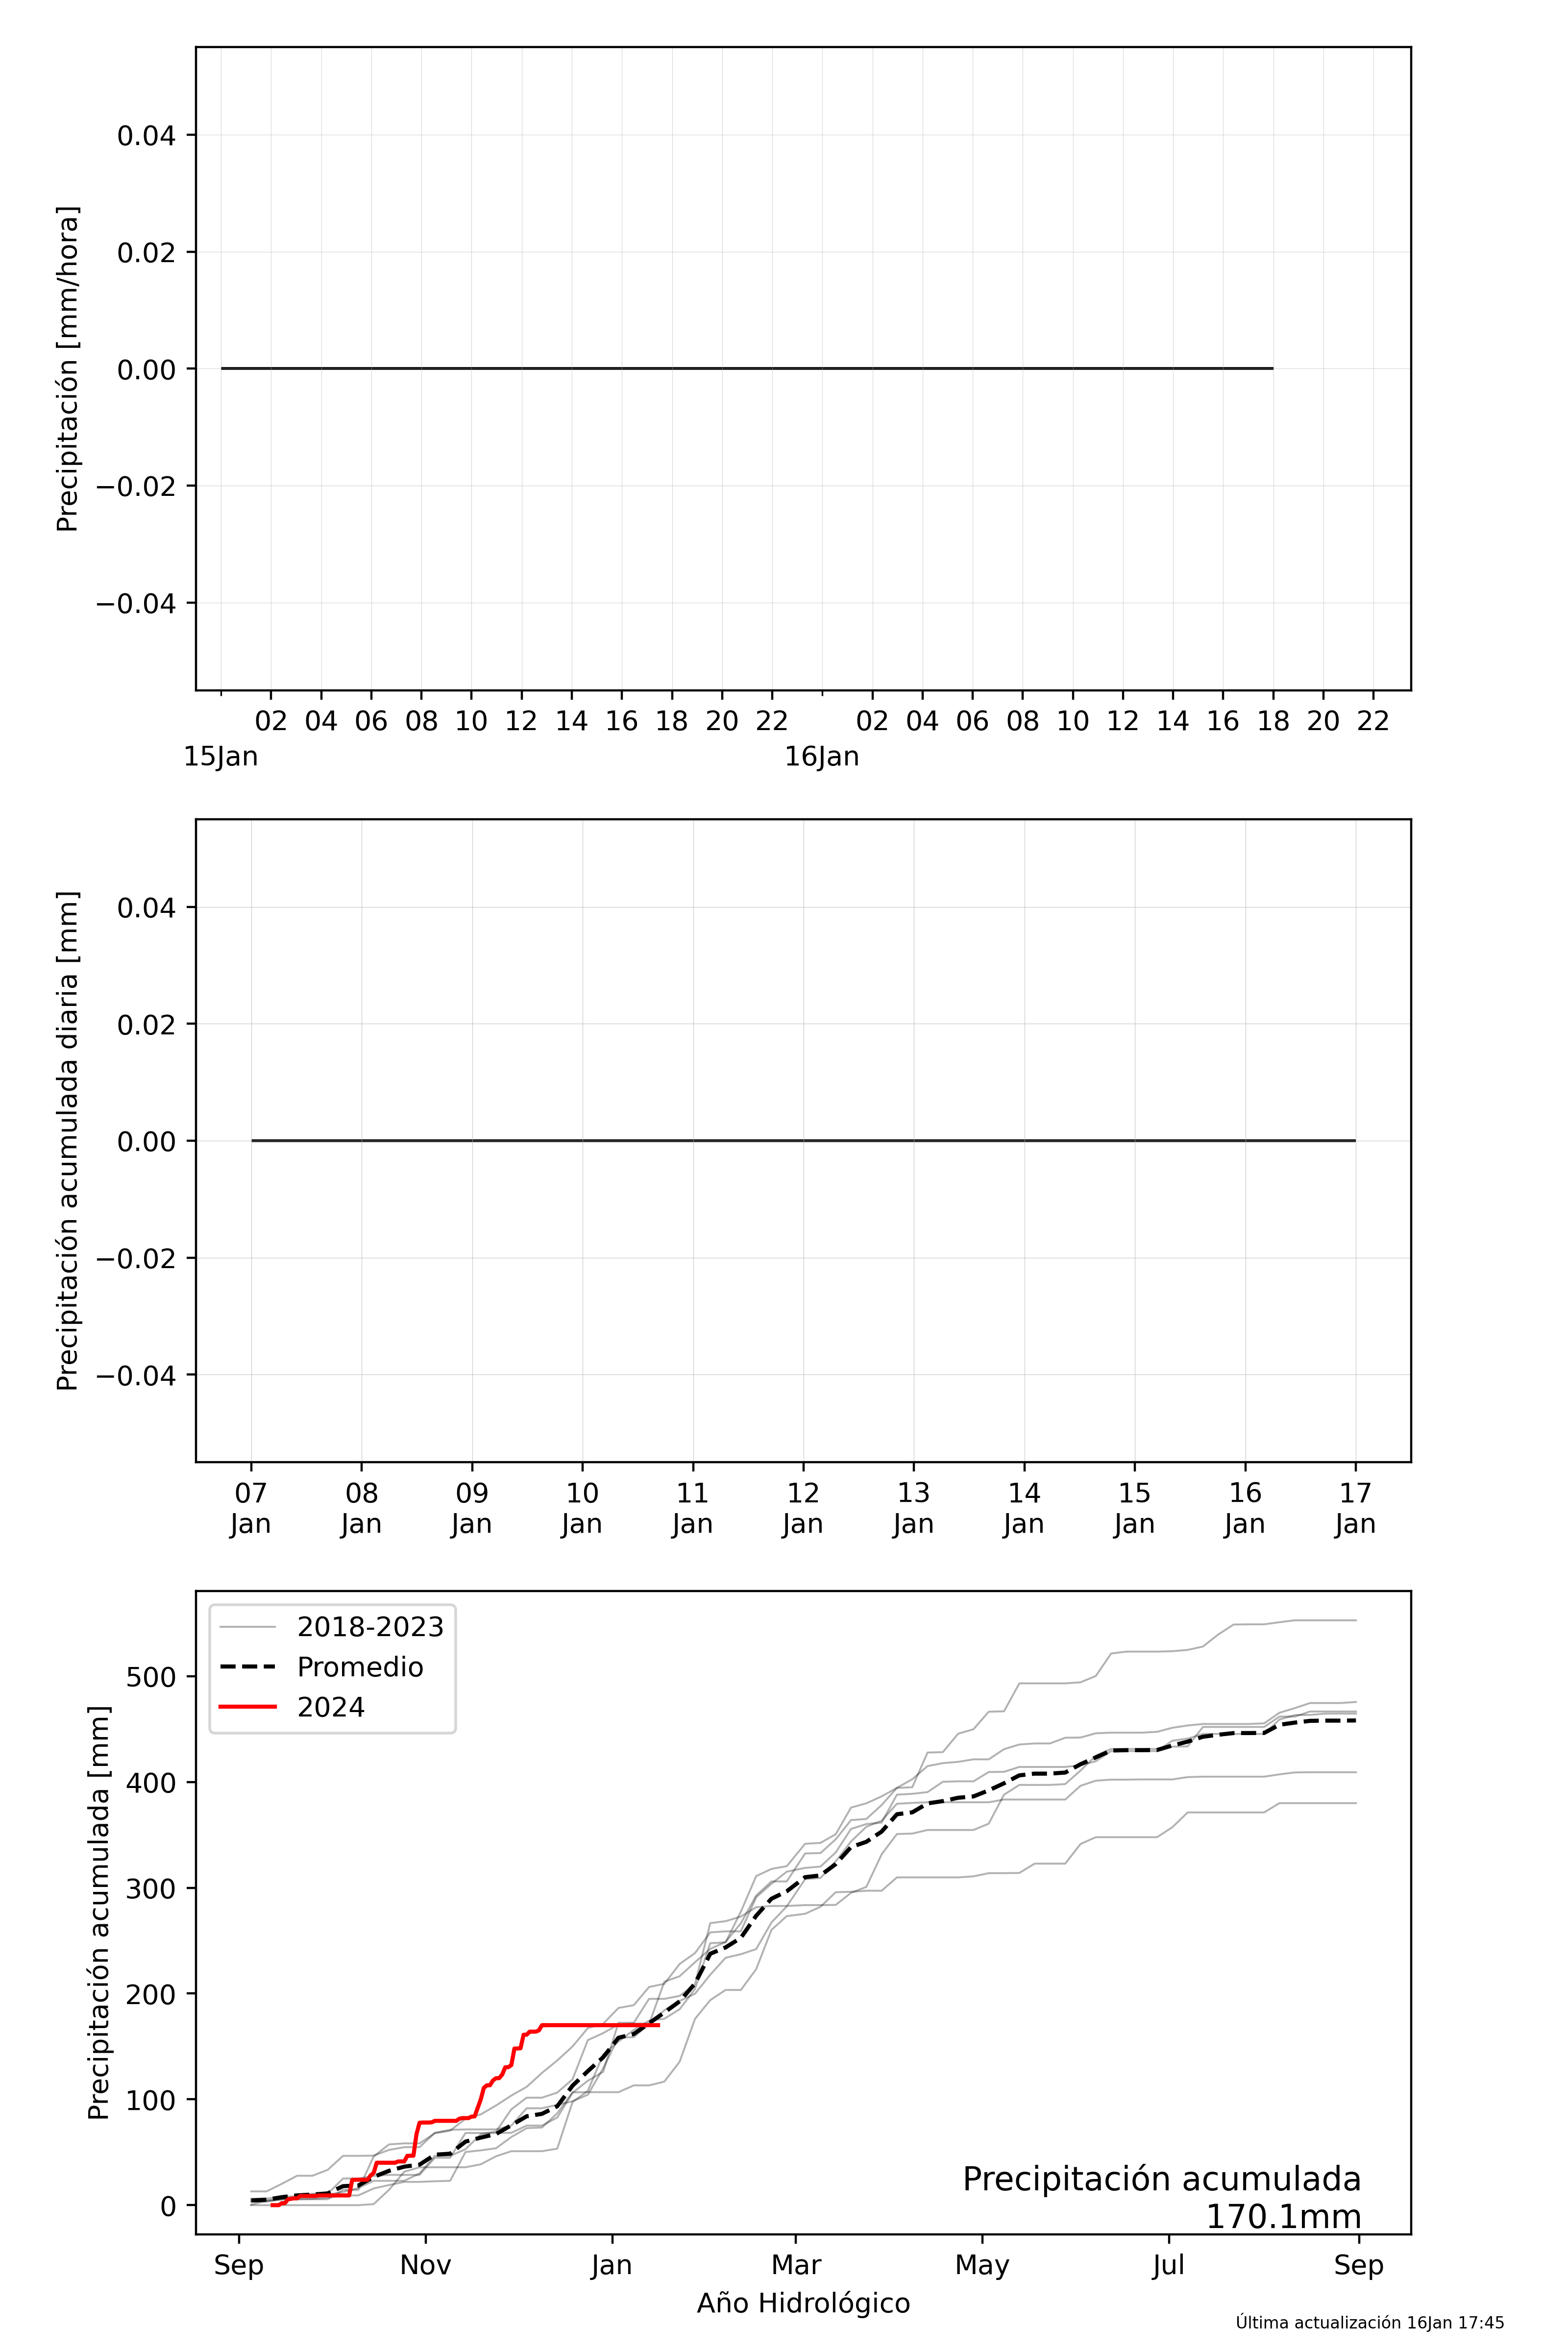 Precipitación [mm/hora]
0.04
0.02
0.00
−0.02
−0.04
02 04 06 08 10 12 14 16 18 20 22 02 04 06 08 10 12 14 16 18 20 22
15Jan 16Jan
Precipitación acumulada diaria [mm]
0.04
0.02
0.00
−0.02
−0.04
07 08 09 10 11 12 13 14 15 16 17
Jan Jan Jan Jan Jan Jan Jan Jan Jan Jan Jan
Precipitación acumulada [mm]
2018-2023
Promedio
2024
500
400
300
200
100
0
Precipitación acumulada
170.1mm
Sep Nov Jan Mar May Jul Sep
Año Hidrológico
Última actualización 16Jan 17:45